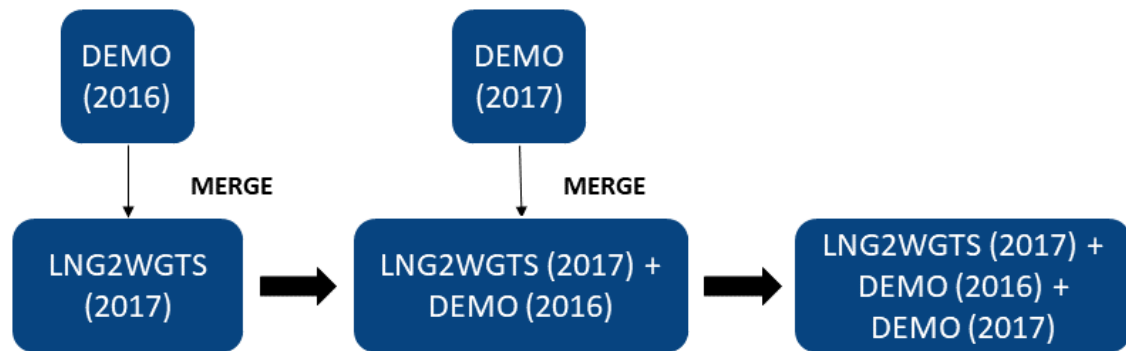 DEMO
(2016)
DEMO
(2017)
MERGE
MERGE
LNG2WGTS
(2017)
LNG2WGTS (2017) +
DEMO (2016)
LNG2WGTS (2017) +
DEMO (2016) +
DEMO (2017)